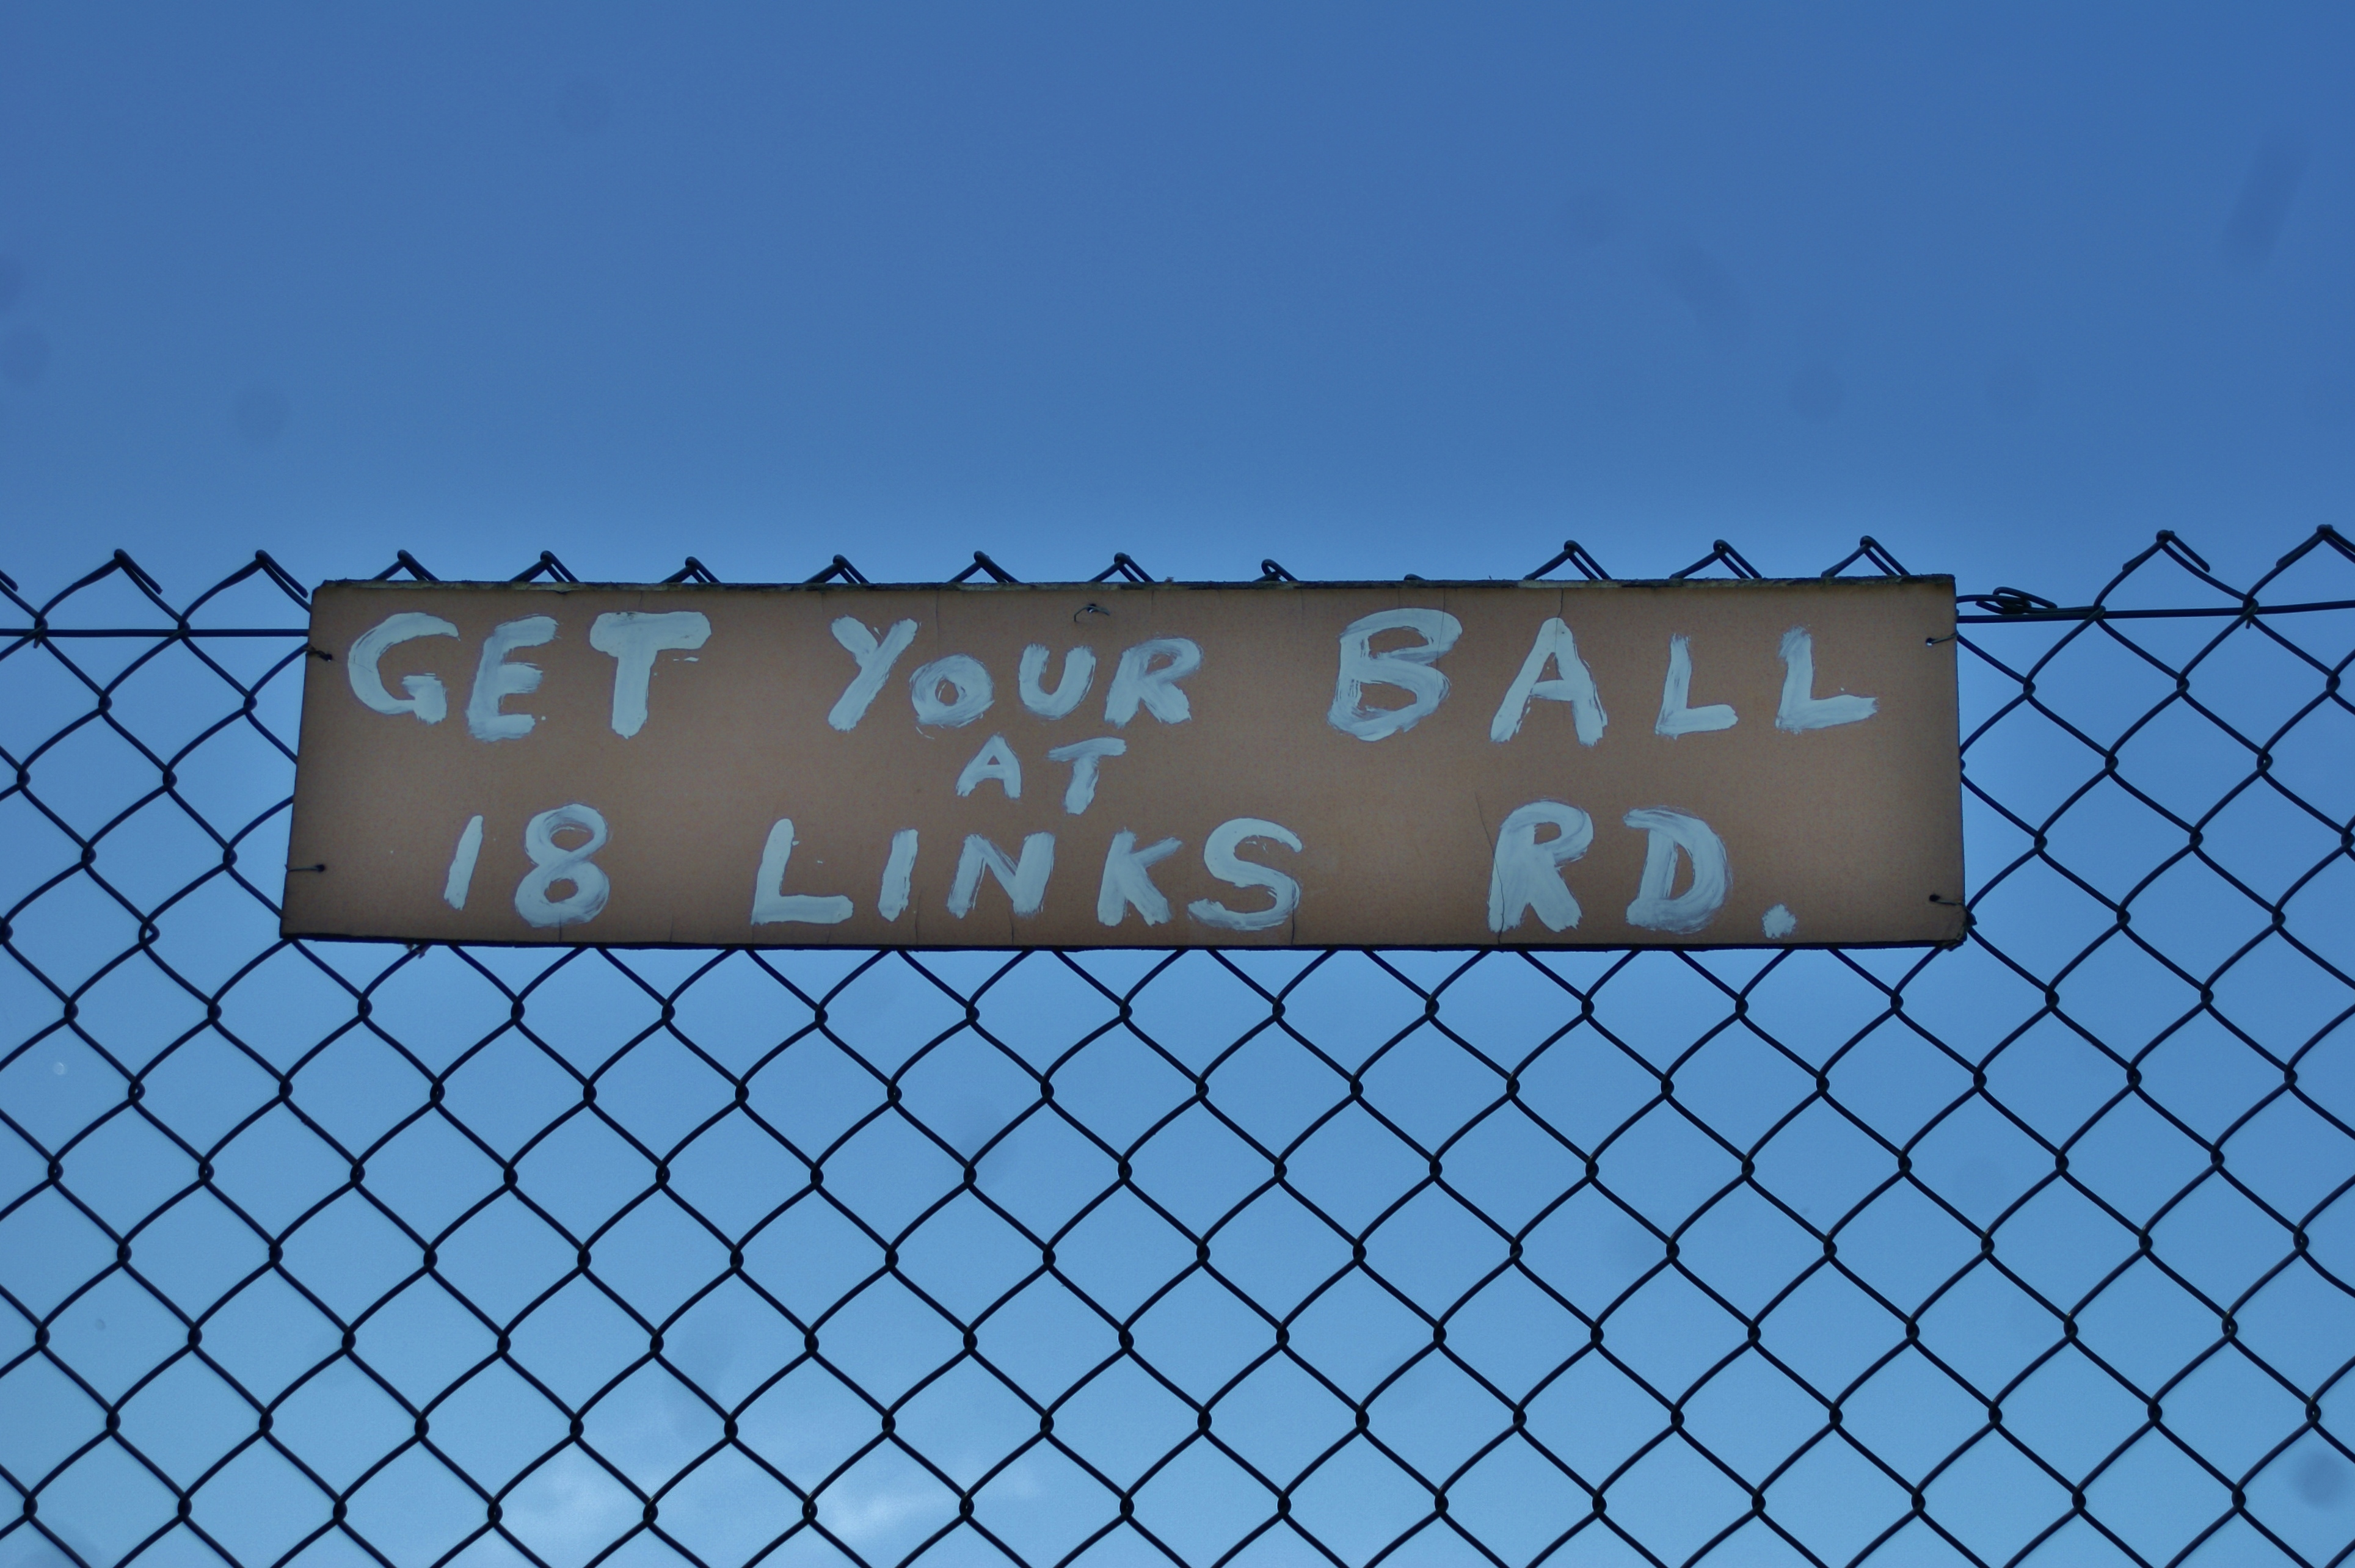 GET YOUR BALL
AT
18 LINKS RD.